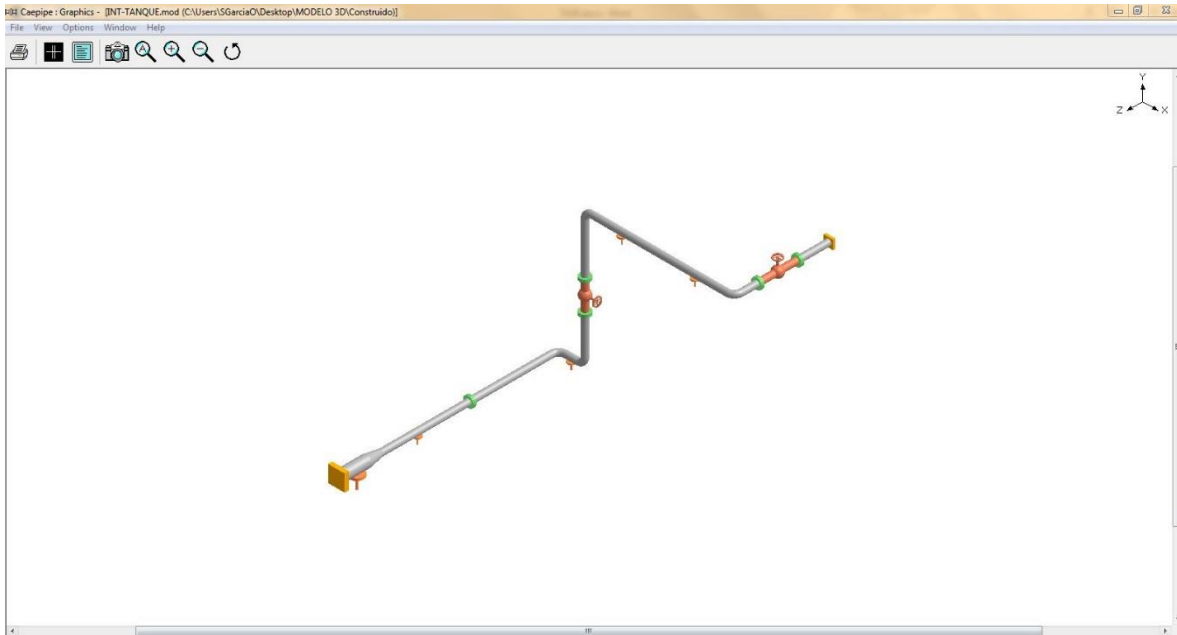 Caepipe : Graphics - [INT-TANQUE.mod (C:\Users\SGarciaO\Desktop\MODELO 3D\Construido)]
File View Options Window Help
Y
Z X